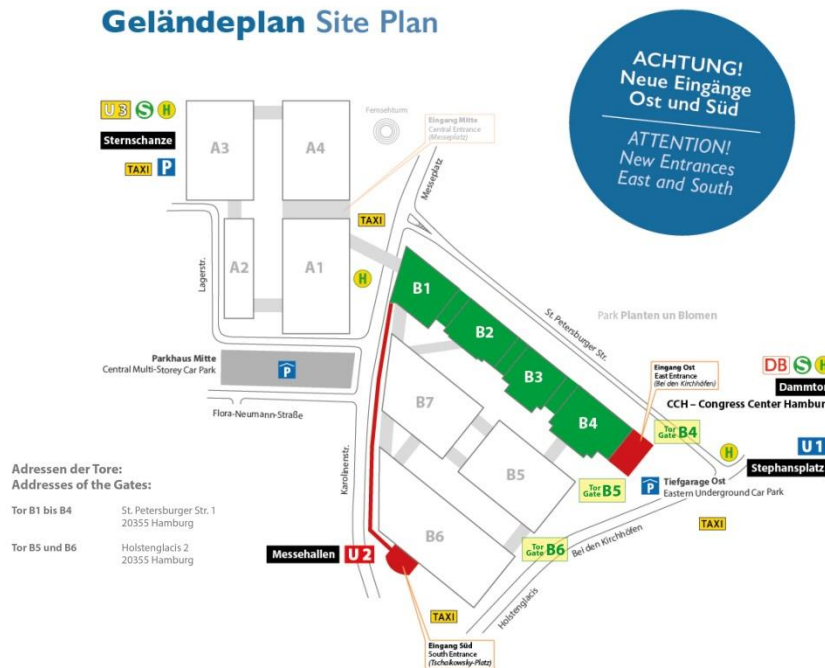 Geländeplan Site Plan
ACHTUNG!
Neue Eingänge
Ost und Süd
ATTENTION!
New Entrances
East and South
U3 S H
Sternschanze
TAXI P
A3
A4
Fernsehturm
Eingang Mitte
Central Entrance
(Messeplatz)
Messeplatz
TAXI
A2
A1
H
Lagerstr.
B1
B2
B3
B4
St. Petersburger Str.
Park Planten un Blomen
Parkhaus Mitte
Central Multi-Storey Car Park
P
Flora-Neumann-Straße
Karolinenstr.
B7
B5
B6
Eingang Ost
East Entrance
(Bei den Kirchhöfen)
DB S H
Dammtor
CCH – Congress Center Hamburg
Tor
Gate B4
H
U1
Stephansplatz
Tor
Gate B5
P
Tiefgarage Ost
Eastern Underground Car Park
TAXI
Tor
Gate B6
Bei den Kirchhöfen
Holstenglacis
Adressen der Tore:
Addresses of the Gates:
Tor B1 bis B4 St. Petersburger Str. 1
20355 Hamburg
Tor B5 und B6 Holstenglacis 2
20355 Hamburg
Messehallen U2
TAXI
Eingang Süd
South Entrance
(Tschaikowsky-Platz)